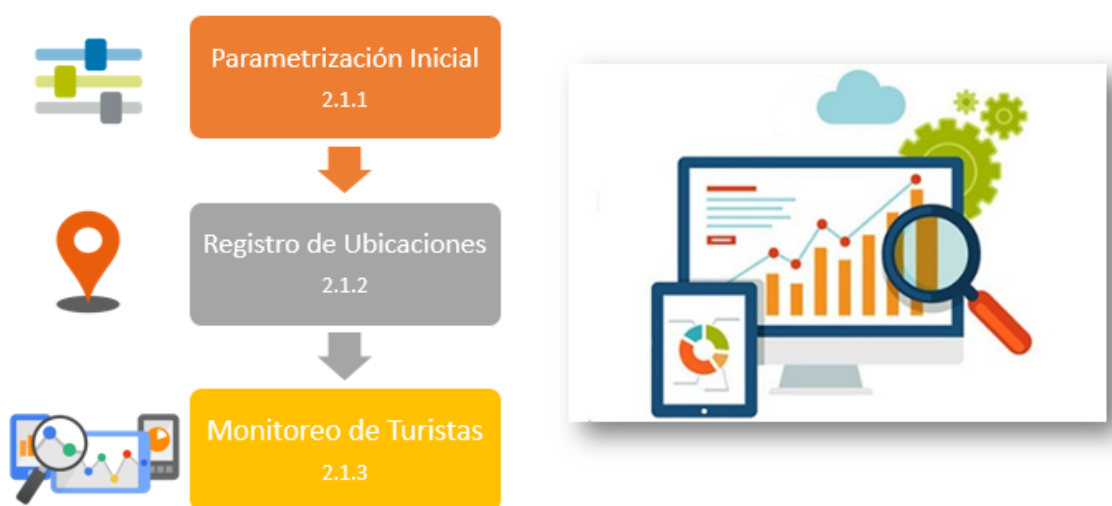 Parametrización Inicial
2.1.1
Registro de Ubicaciones
2.1.2
Monitoreo de Turistas
2.1.3